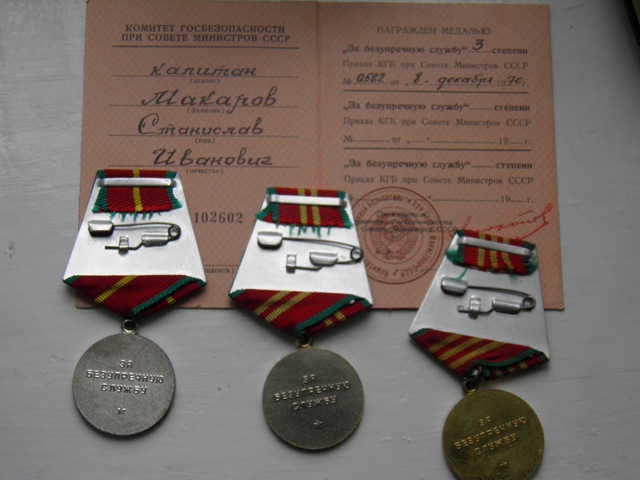 КОМИТЕТ ГОСБЕЗОПАСНОСТИ
ПРИ СОВЕТЕ МИНИСТРОВ СССР
капитан
(звание)
Макаров
(фамилия)
Станислав
(имя)
Иванович
(отчество)
102602
НАГРАЖДЕН МЕДАЛЬЮ:
„За безупречную службу" 3 степени
Приказ КГБ при Совете Министров СССР
№ 0582 от „8" декабря 1970 г.
„За безупречную службу" степени
Приказ КГБ при Совете Министров СССР
№ от „ " 19 г.
„За безупречную службу" степени
Приказ КГБ при Совете Министров СССР
19 г.
ЗА
БЕЗУПРЕЧНУЮ
СЛУЖБУ
ЗА
БЕЗУПРЕЧНУЮ
СЛУЖБУ
ЗА
БЕЗУПРЕЧНУЮ
СЛУЖБУ